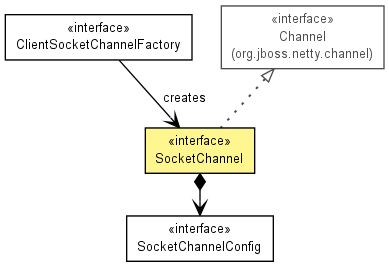 «interface»
ClientSocketChannelFactory
«interface»
Channel
(org.jboss.netty.channel)
creates
«interface»
SocketChannel
«interface»
SocketChannelConfig